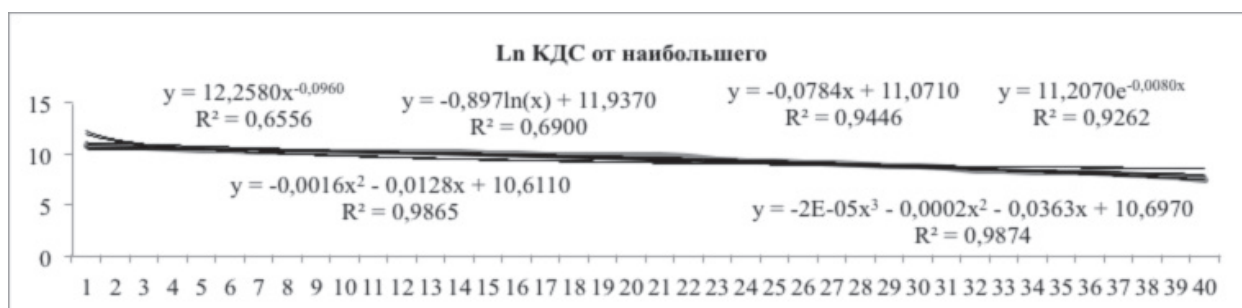 Ln КДС от наибольшего
y = 12,2580x^-0,0960
R² = 0,6556
y = -0,897ln(x) + 11,9370
R² = 0,6900
y = -0,0784x + 11,0710
R² = 0,9446
y = 11,2070e^-0,0080x
R² = 0,9262
y = -0,0016x² - 0,0128x + 10,6110
R² = 0,9865
y = -2E-05x³ - 0,0002x² - 0,0363x + 10,6970
R² = 0,9874
15
10
5
0
1 2 3 4 5 6 7 8 9 10 11 12 13 14 15 16 17 18 19 20 21 22 23 24 25 26 27 28 29 30 31 32 33 34 35 36 37 38 39 40